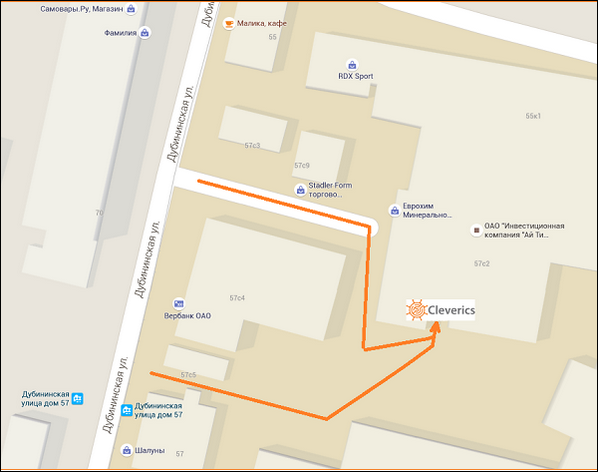 Самовары.Ру, Магазин
Фамилия
Дубининская ул.
Малика, кафе
55
RDX Sport
55к1
57с3
57с9
Stadler Form
торгово...
Еврохим
Минерально...
ОАО "Инвестиционная
компания "Ай Ти...
57с2
70
Дубининская ул.
57с4
Вербанк ОАО
Cleverics
Дубининская ул.
57с5
Дубининская
улица дом 57
Дубининская
улица дом 57
Шалуны
57